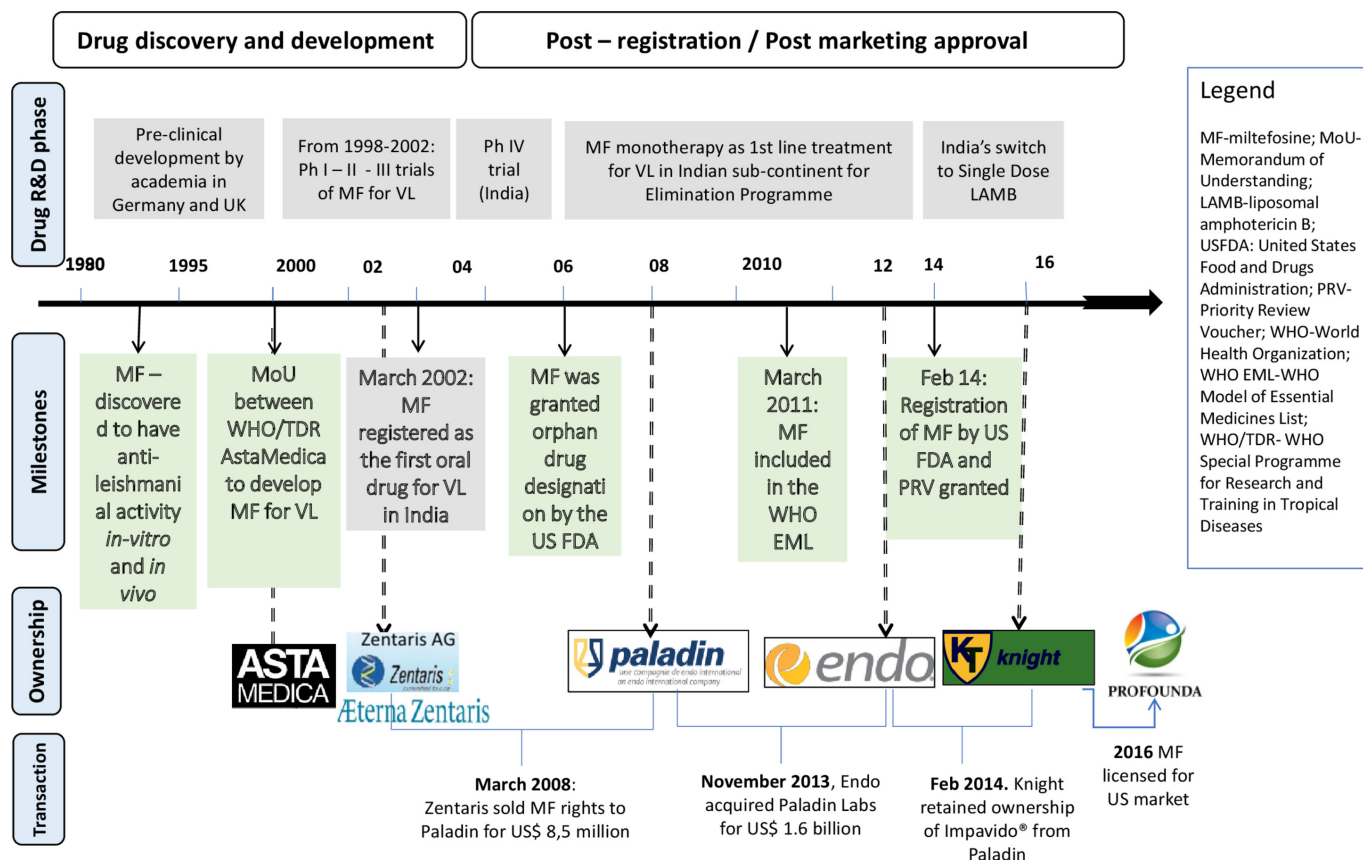 Drug discovery and development
Post – registration / Post marketing approval
Drug R&D phase
Pre-clinical
development by
academia in
Germany and UK
From 1998-2002:
Ph I – II - III trials
of MF for VL
Ph IV
trial
(India)
MF monotherapy as 1st line treatment
for VL in Indian sub-continent for
Elimination Programme
India's switch
to Single Dose
LAMB
1995 2000 02 04 06 08 2010 12 14 16
Milestones
MF –
discovere
d to have
anti-
leishmani
al activity
in-vitro
and in
vivo
MoU
between
WHO/TDR
AstaMedica
to develop
MF for VL
March 2002:
MF
registered as
the first oral
drug for VL
in India
MF was
granted
orphan
drug
designati
on by the
US FDA
March
2011:
MF
included
in the
WHO
EML
Feb 14:
Registration
of MF by US
FDA and
PRV granted
Ownership
ASTA
MEDICA
Zentaris AG
Zentaris
Æterna Zentaris
paladin
une compagnie de endo international
an endo international company
endo
KT knight
PROFOUNDA
Transaction
March 2008:
Zentaris sold MF rights to
Paladin for US$ 8,5 million
November 2013, Endo
acquired Paladin Labs
for US$ 1.6 billion
Feb 2014. Knight
retained ownership
of Impavido® from
Paladin
2016 MF
licensed for
US market
Legend
MF-miltefosine; MoU-
Memorandum of
Understanding;
LAMB-liposomal
amphotericin B;
USFDA: United States
Food and Drugs
Administration; PRV-
Priority Review
Voucher; WHO-World
Health Organization;
WHO EML-WHO
Model of Essential
Medicines List;
WHO/TDR- WHO
Special Programme
for Research and
Training in Tropical
Diseases